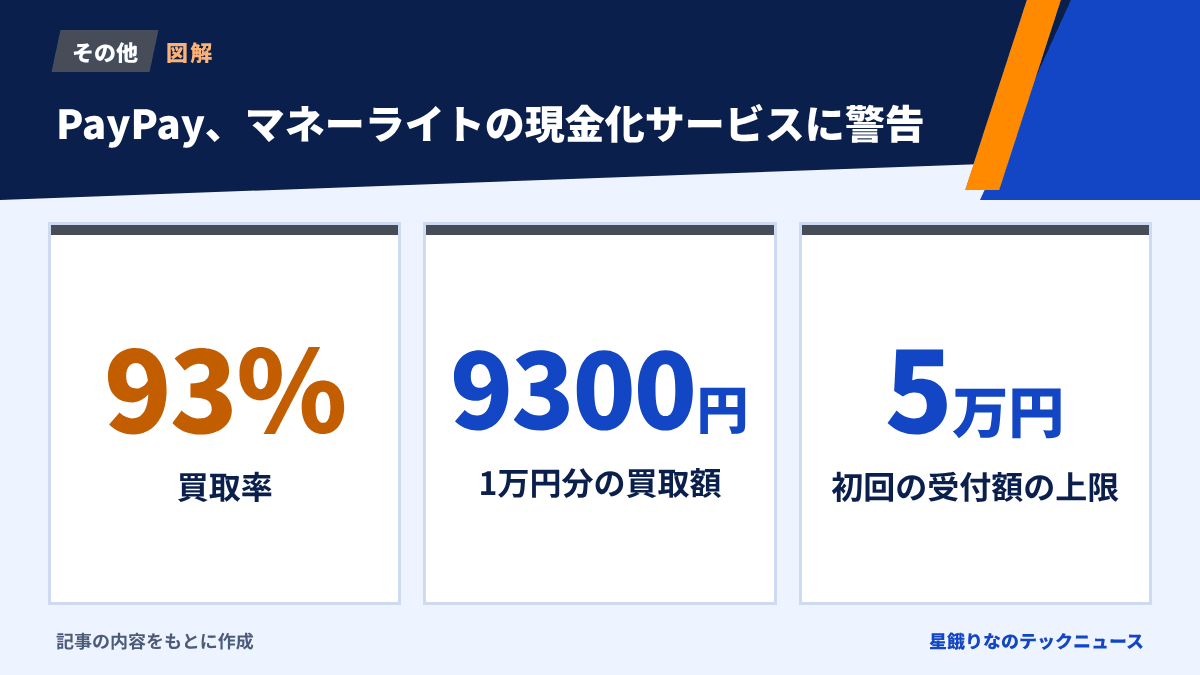 その他 図解
PayPay、マネーライトの現金化サービスに警告
93%
買取率
9300円
1万円分の買取額
5万円
初回の受付額の上限
記事の内容をもとに作成
星餓りなのテックニュース